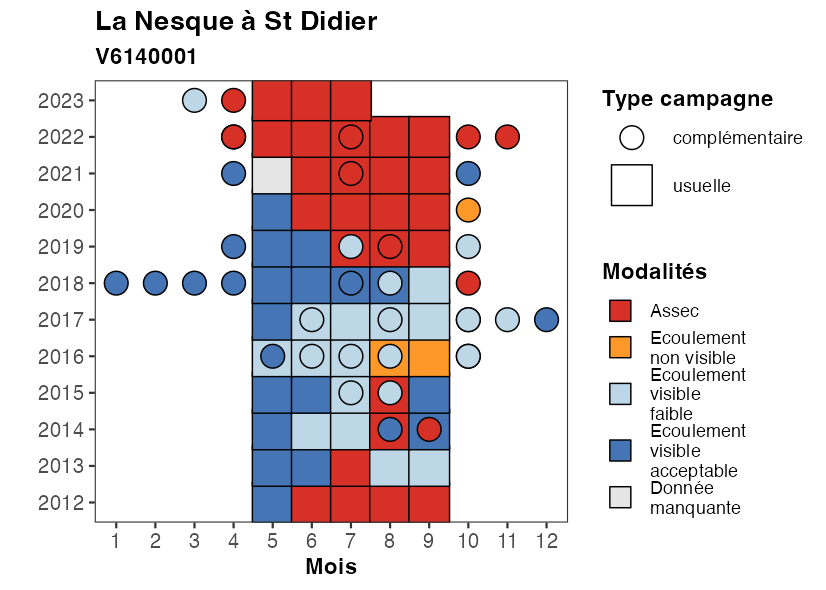 La Nesque à St Didier
V6140001
2023
2022
2021
2020
2019
2018
2017
2016
2015
2014
2013
2012
1 2 3 4 5 6 7 8 9 10 11 12
Mois
Type campagne
complémentaire
usuelle
Modalités
Assec
Ecoulement
non visible
Ecoulement
visible
faible
Ecoulement
visible
acceptable
Donnée
manquante